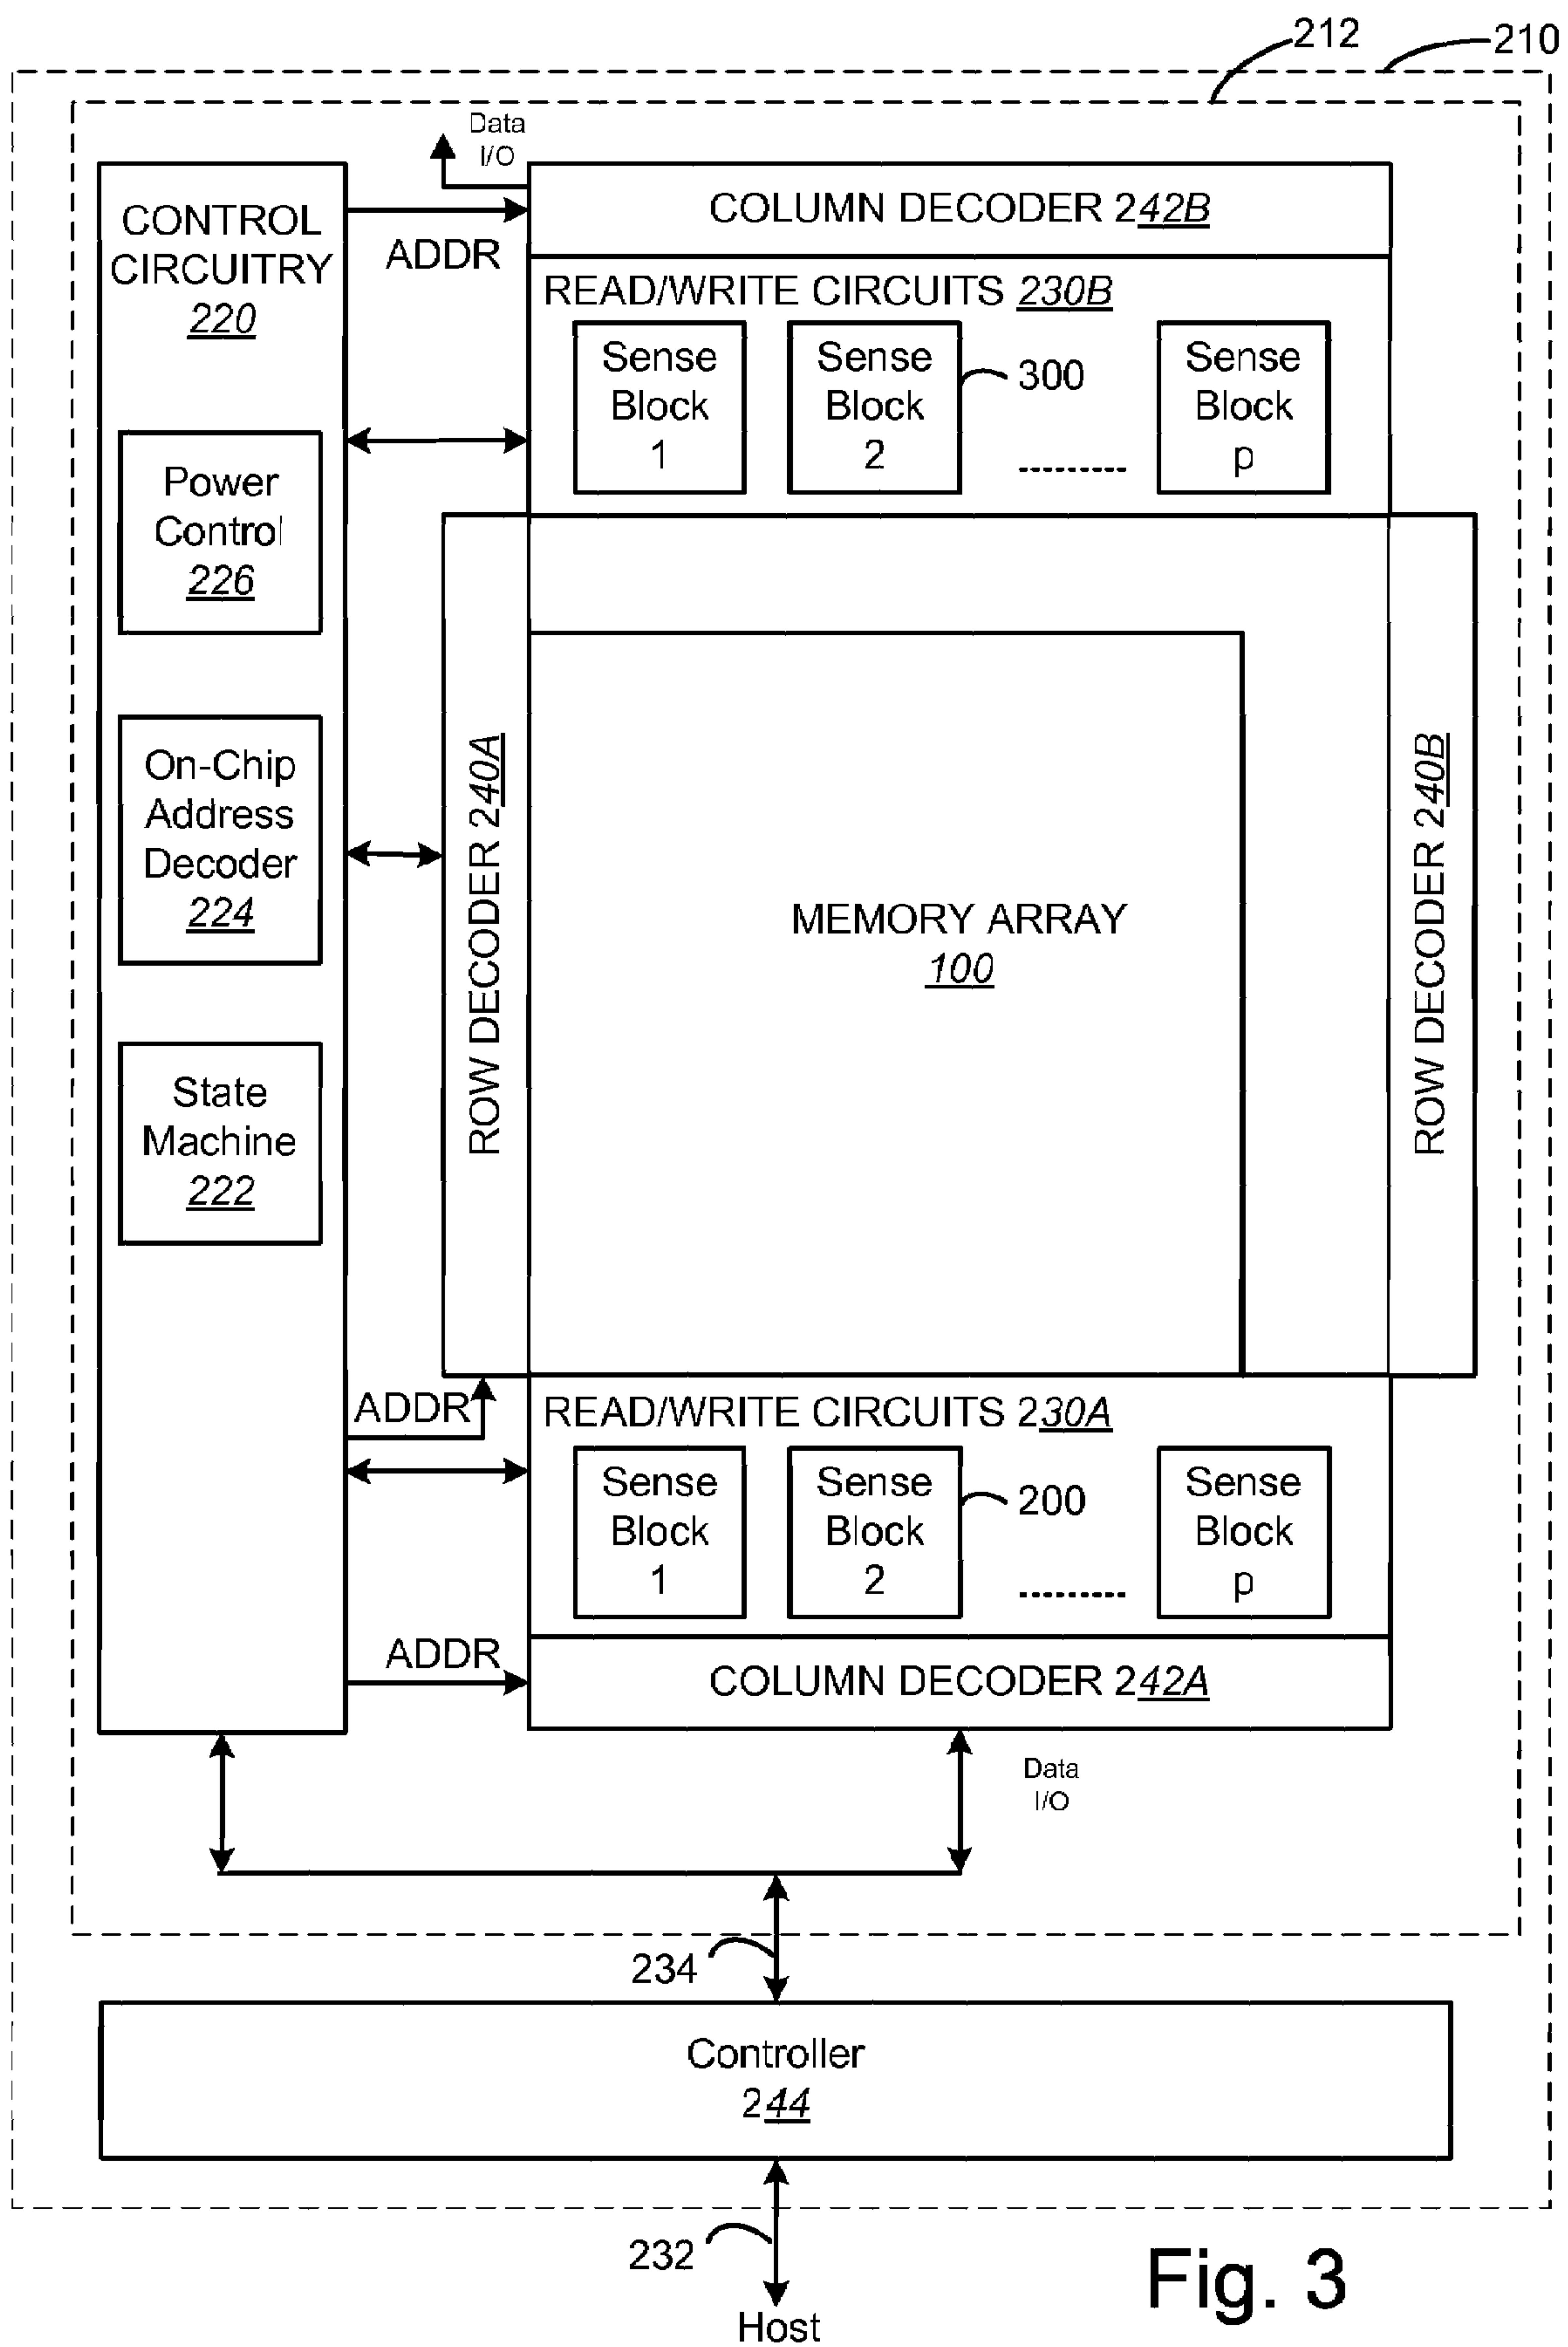 212
210
Data
I/O
CONTROL
CIRCUITRY
220
ADDR
COLUMN DECODER 242B
READ/WRITE CIRCUITS 230B
Sense
Block
1
Sense
Block
2
300
.........
Sense
Block
p
Power
Control
226
On-Chip
Address
Decoder
224
State
Machine
222
ROW DECODER 240A
MEMORY ARRAY
100
ROW DECODER 240B
ADDR
READ/WRITE CIRCUITS 230A
Sense
Block
1
Sense
Block
2
200
.........
Sense
Block
p
ADDR
COLUMN DECODER 242A
Data
I/O
234
Controller
244
232
Host
Fig. 3